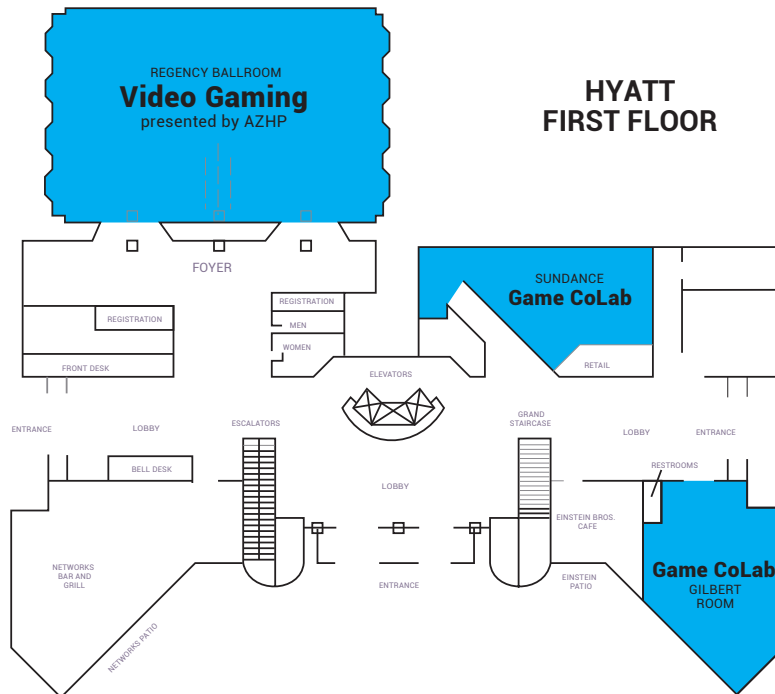 REGENCY BALLROOM
Video Gaming
presented by AZHP
HYATT
FIRST FLOOR
FOYER
SUNDANCE
Game CoLab
REGISTRATION
REGISTRATION
MEN
WOMEN
FRONT DESK
ELEVATORS
RETAIL
ENTRANCE
LOBBY
ESCALATORS
GRAND
STAIRCASE
LOBBY
ENTRANCE
BELL DESK
RESTROOMS
LOBBY
EINSTEIN BROS.
CAFE
NETWORKS
BAR AND
GRILL
ENTRANCE
EINSTEIN
PATIO
Game CoLab
GILBERT
ROOM
NETWORKS PATIO